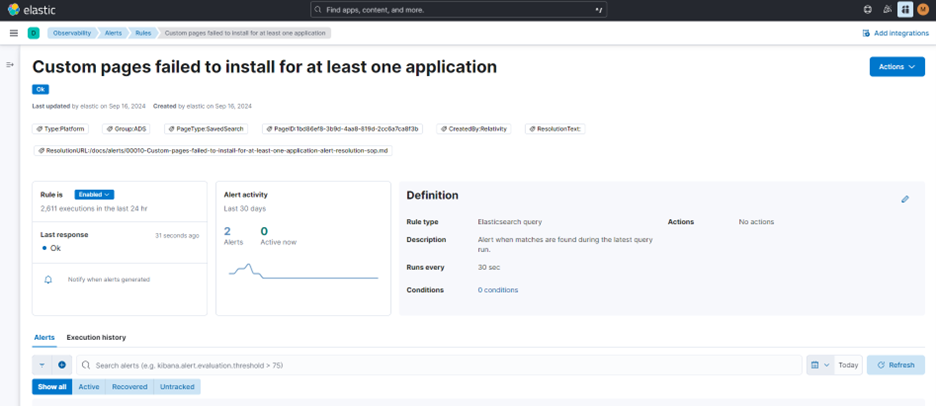 elastic
Find apps, content, and more.
*/
M
D
Observability Alerts Rules Custom pages failed to install for at least one application
Add integrations
Custom pages failed to install for at least one application
Actions
Ok
Last updated by elastic on Sep 16, 2024 Created by elastic on Sep 16, 2024
Type:Platform Group:ADS PageType:SavedSearch PageID:1bd86ef8-3b9d-4aa8-819d-2cc6a7ca8f3b CreatedBy:Relativity ResolutionText:
ResolutionURL:/docs/alerts/00010-Custom-pages-failed-to-install-for-at-least-one-application-alert-resolution-sop.md
Rule is Enabled
2,611 executions in the last 24 hr
Last response 31 seconds ago
Ok
Notify when alerts generated
Alert activity
Last 30 days
2 0
Alerts Active now
Definition
Rule type Elasticsearch query Actions No actions
Description Alert when matches are found during the latest query
run.
Runs every 30 sec
Conditions 0 conditions
Alerts Execution history
Search alerts (e.g. kibana.alert.evaluation.threshold > 75)
Today
Refresh
Show all Active Recovered Untracked